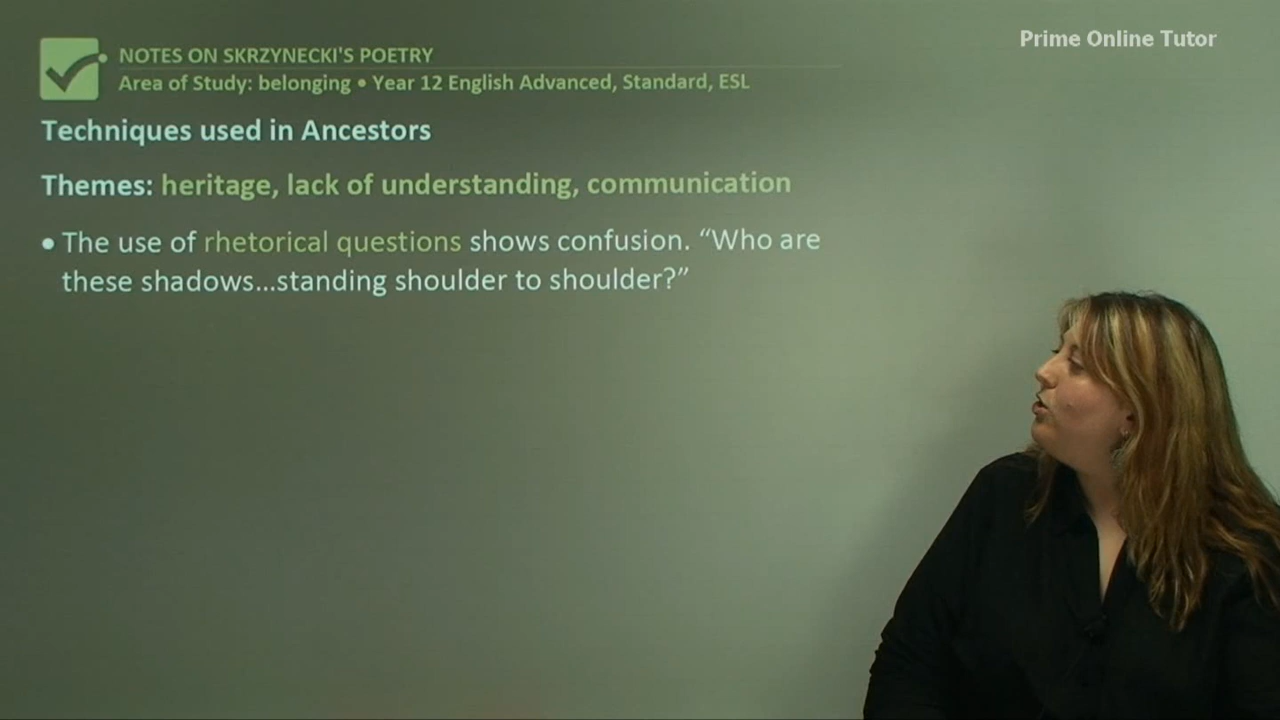 Prime Online Tutor
NOTES ON SKRZYNECKI'S POETRY
Area of Study: belonging • Year 12 English Advanced, Standard, ESL
Techniques used in Ancestors
Themes: heritage, lack of understanding, communication
• The use of rhetorical questions shows confusion. “Who are
these shadows...standing shoulder to shoulder?”